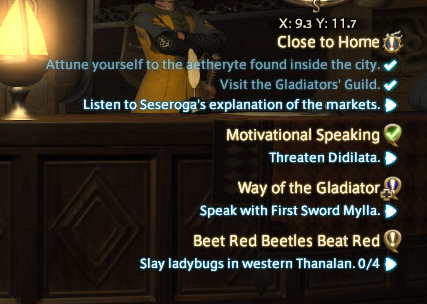 X: 9.3 Y: 11.7
Close to Home
Attune yourself to the aetheryte found inside the city.
Visit the Gladiators' Guild.
Listen to Seseroga's explanation of the markets.
Motivational Speaking
Threaten Didilata.
Way of the Gladiator
Speak with First Sword Mylla.
Beet Red Beetles Beat Red
Slay ladybugs in western Thanalan. 0/4